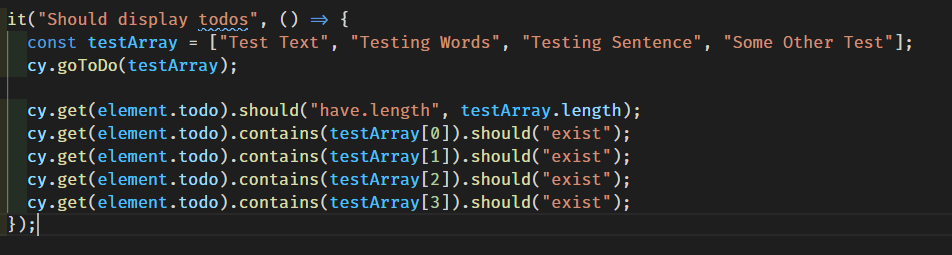 it("Should display todos", () => {
  const testArray = ["Test Text", "Testing Words", "Testing Sentence", "Some Other Test"];
  cy.goToDo(testArray);

  cy.get(element.todo).should("have.length", testArray.length);
  cy.get(element.todo).contains(testArray[0]).should("exist");
  cy.get(element.todo).contains(testArray[1]).should("exist");
  cy.get(element.todo).contains(testArray[2]).should("exist");
  cy.get(element.todo).contains(testArray[3]).should("exist");
});